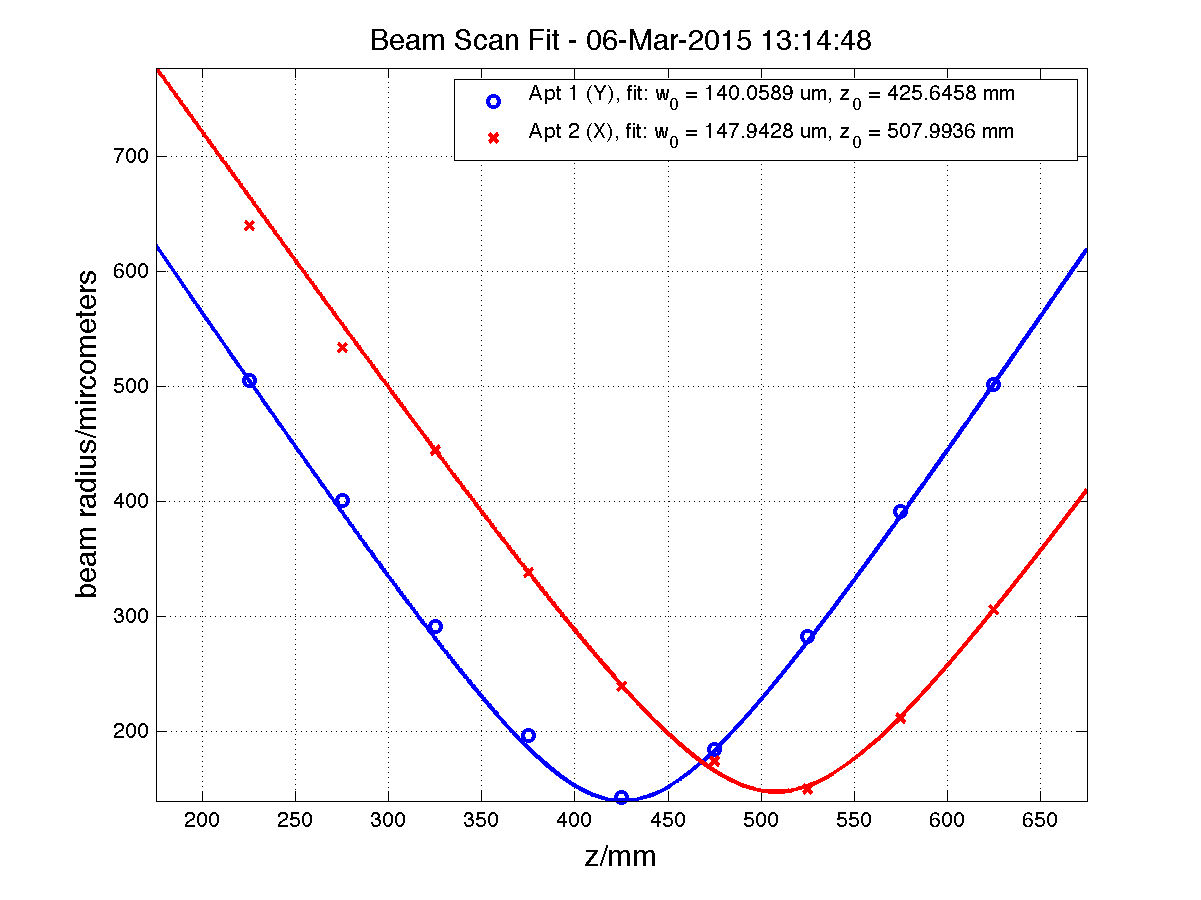 Beam Scan Fit - 06-Mar-2015 13:14:48
Apt 1 (Y), fit: w0 = 140.0589 um, z0 = 425.6458 mm
Apt 2 (X), fit: w0 = 147.9428 um, z0 = 507.9936 mm
beam radius/mircometers
700
600
500
400
300
200
200 250 300 350 400 450 500 550 600 650
z/mm